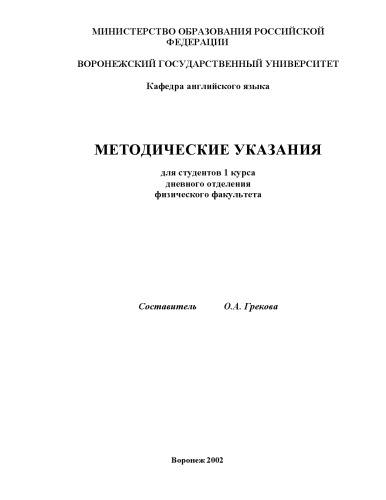 МИНИСТЕРСТВО ОБРАЗОВАНИЯ РОССИЙСКОЙ
ФЕДЕРАЦИИ
ВОРОНЕЖСКИЙ ГОСУДАРСТВЕННЫЙ УНИВЕРСИТЕТ
Кафедра английского языка
МЕТОДИЧЕСКИЕ УКАЗАНИЯ
для студентов 1 курса
дневного отделения
физического факультета
Составитель О.А. Грекова
Воронеж 2002